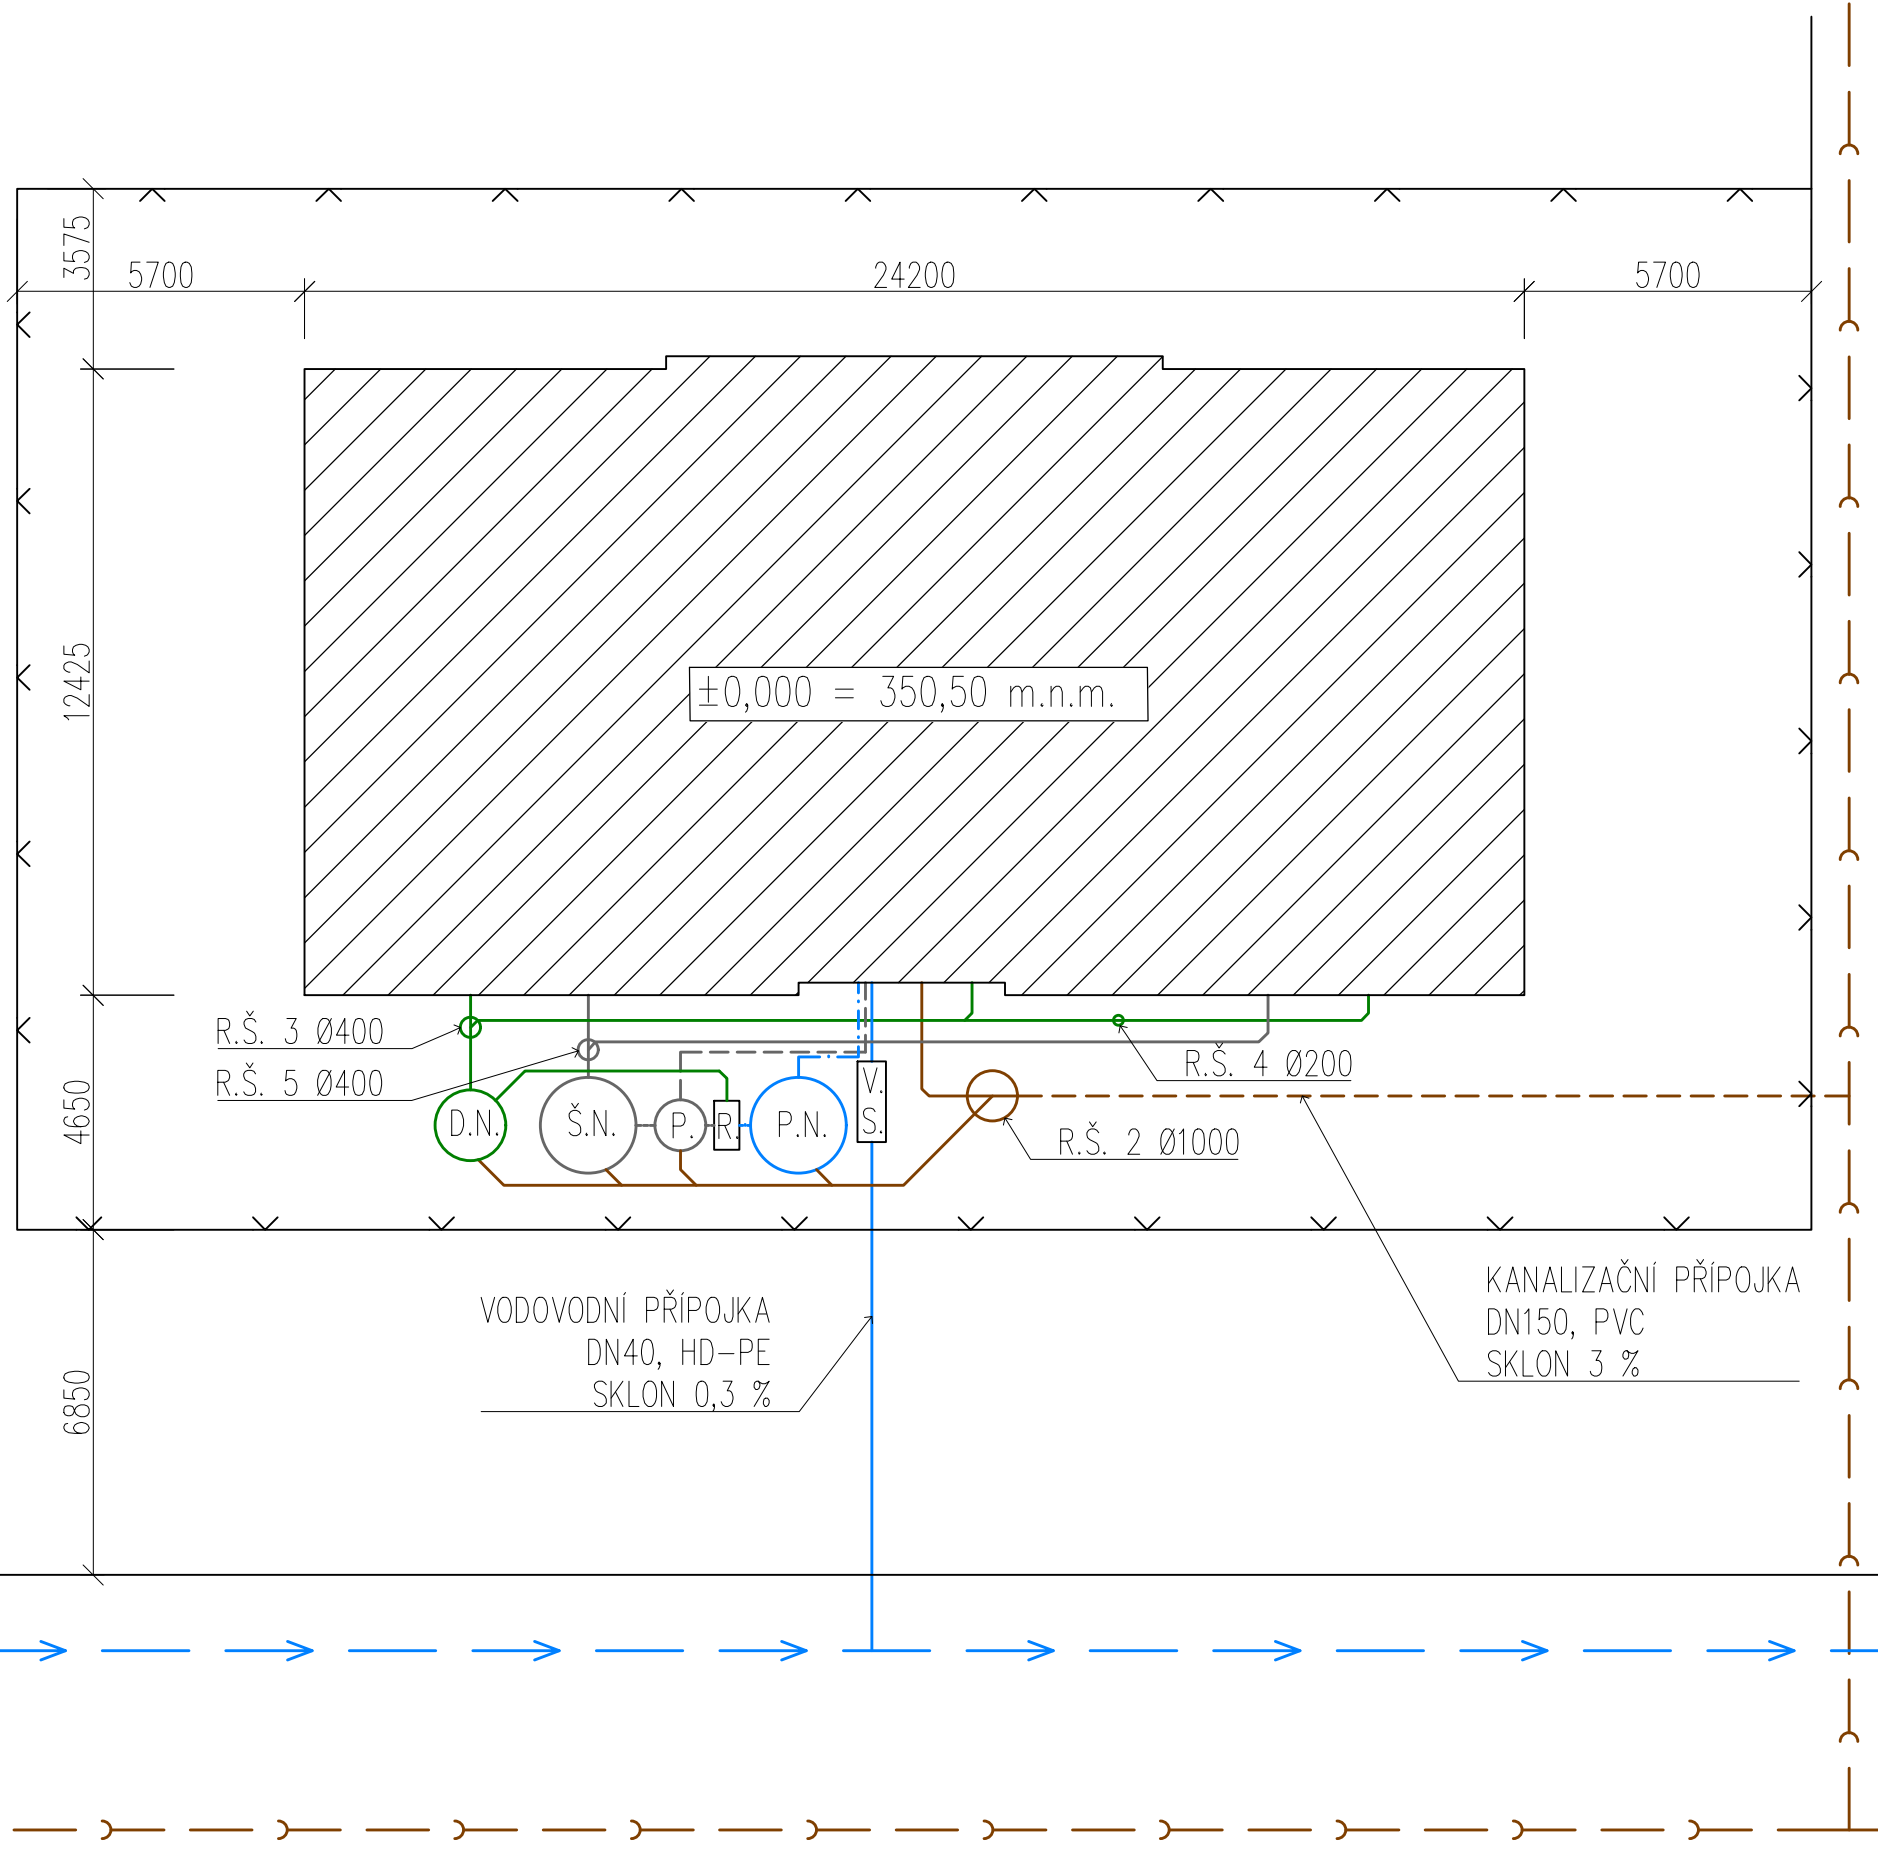 3575
5700
24200
5700
12425
±0,000 = 350,50 m.n.m.
R.Š. 3 Ø400
R.Š. 5 Ø400
R.Š. 4 Ø200
4650
D.N.
Š.N.
P.
R.
P.N.
V.
S.
R.Š. 2 Ø1000
VODOVODNÍ PŘÍPOJKA
DN40, HD-PE
SKLON 0,3 %
KANALIZAČNÍ PŘÍPOJKA
DN150, PVC
SKLON 3 %
6850